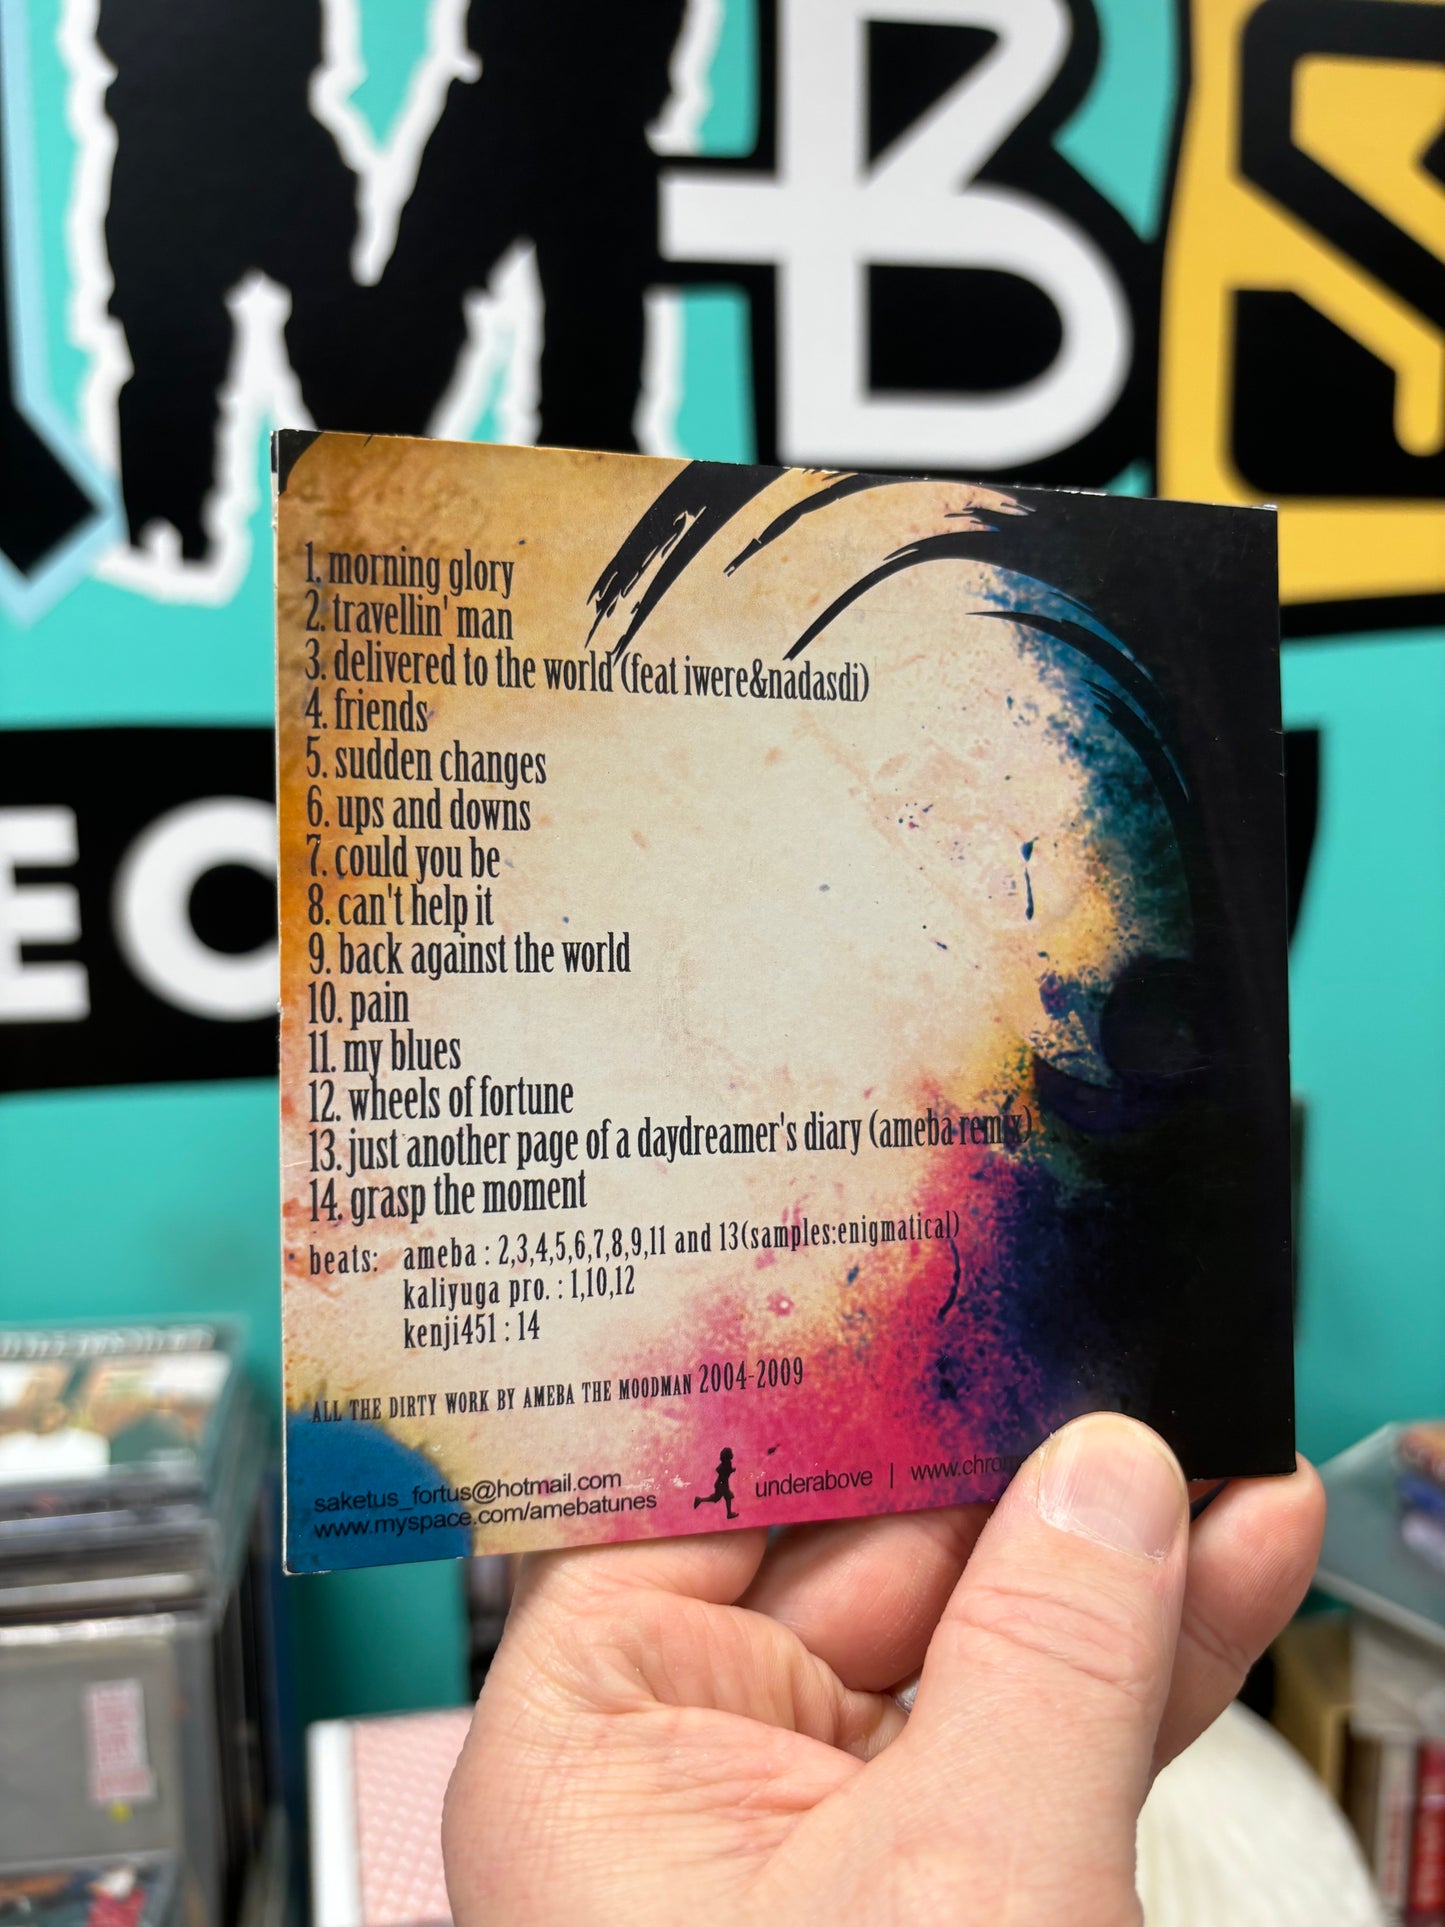 MBS
EC
1. morning glory
2. travellin' man
3. delivered to the world (feat iwere&nadasdi)
4. friends
5. sudden changes
6. ups and downs
7. could you be
8. can't help it
9. back against the world
10. pain
11. my blues
12. wheels of fortune
13. just another page of a daydreamer's diary (ameba remix)
14. grasp the moment
beats: ameba : 2,3,4,5,6,7,8,9,11 and 13(samples:enigmatical)
kaliyuga pro. : 1,10,12
kenji451 : 14
ALL THE DIRTY WORK BY AMEBA THE MOODMAN 2004-2009
saketus_fortus@hotmail.com
www.myspace.com/amebatunes
underabove | www.chrom